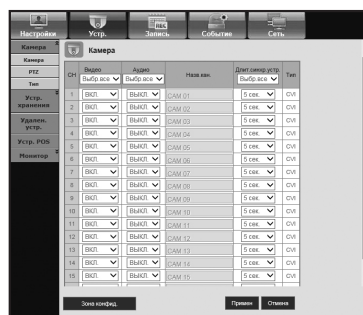 Настройки Устр. Запись Событие Сеть
Камера
Камера
PTZ
Тип
Устр. хранения
Удален. устр.
Устр. POS
Монитор
Камера
CH Видео Аудио Назв.кан. Длит.синхр.устр. Тип
Выбр.все Выбр.все Выбр.все
1 ВКЛ. ВЫКЛ. CAM 01 5 сек. CVI
2 ВКЛ. ВЫКЛ. CAM 02 5 сек. CVI
3 ВКЛ. ВЫКЛ. CAM 03 5 сек. CVI
4 ВКЛ. ВЫКЛ. CAM 04 5 сек. CVI
5 ВКЛ. ВЫКЛ. CAM 05 5 сек. CVI
6 ВКЛ. ВЫКЛ. CAM 06 5 сек. CVI
7 ВКЛ. ВЫКЛ. CAM 07 5 сек. CVI
8 ВКЛ. ВЫКЛ. CAM 08 5 сек. CVI
9 ВКЛ. ВЫКЛ. CAM 09 5 сек. CVI
10 ВКЛ. ВЫКЛ. CAM 10 5 сек. CVI
11 ВКЛ. ВЫКЛ. CAM 11 5 сек. CVI
12 ВКЛ. ВЫКЛ. CAM 12 5 сек. CVI
13 ВКЛ. ВЫКЛ. CAM 13 5 сек. CVI
14 ВКЛ. ВЫКЛ. CAM 14 5 сек. CVI
15 ВКЛ. ВЫКЛ. CAM 15 5 сек. CVI
Зона конфид. Примен Отмена